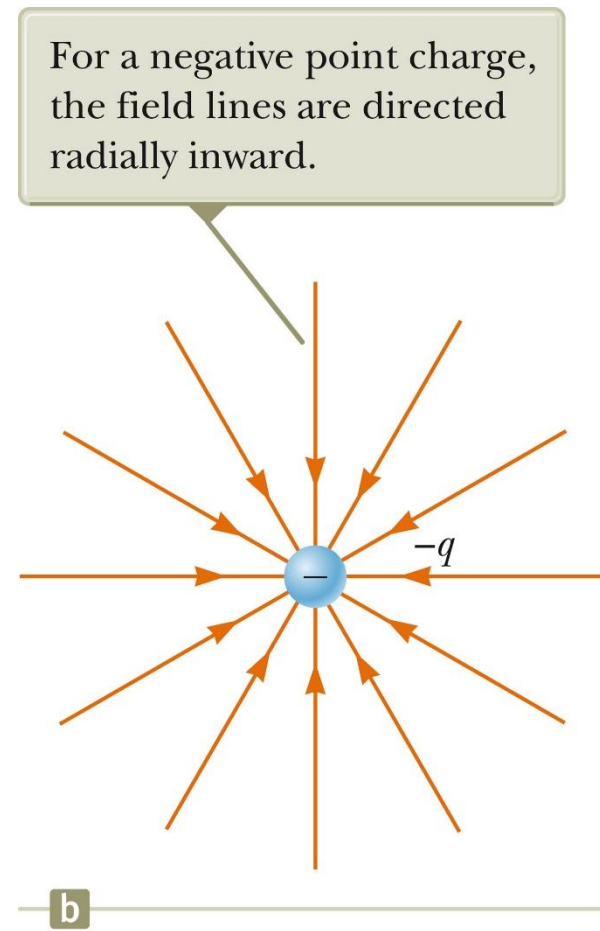 For a negative point charge,
the field lines are directed
radially inward.
−q
−
b